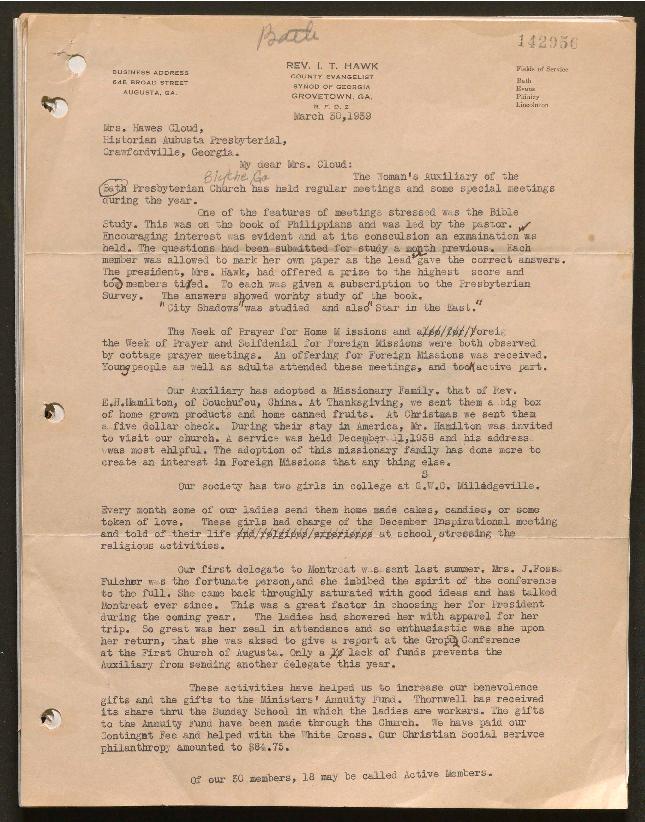 Bath
142956
REV. I. T. HAWK
COUNTY EVANGELIST
SYNOD OF GEORGIA
GROVETOWN, GA.
R. F. D. 2
BUSINESS ADDRESS
642 BROAD STREET
AUGUSTA, GA.
Fields of Service
Bath
Evans
Phinizy
Lincolnton
March 30,1939
Mrs. Hawes Cloud,
Historian Aubusta Presbyterial,
Crawfordville, Georgia.
My dear Mrs. Cloud:
Blythe, Ga
The Woman's Auxiliary of the
Bath Presbyterian Church has held regular meetings and some special meetings
during the year.
One of the features of meetings stressed was the Bible
Study. This was on the book of Philippians and was led by the pastor.
Encouraging interest was evident and at its consculsion an exmaination ws
held. The questions had been submitted for study a month previous. Each
member was allowed to mark her own paper as the lead gave the correct answers.
The president, Mrs. Hawk, had offered a prize to the highest score and
too members tied. To each was given a subscription to the Presbyterian
Survey. The answers showed worhty study of the book.
"City Shadows" was studied and also "Star in the East."
The Week of Prayer for Home M issions and also for Foreig
the Week of Prayer and Selfdenial for Foreign Missions were both observed
by cottage prayer meetings. An offering for Foreign Missions was received.
Young people as well as adults attended these meetings, and took active part.
Our Auxiliary has adopted a Missionary Family, that of Rev.
E.H.Hamilton, of Souchufou, China. At Thanksgiving, we sent them a big box
of home grown products and home canned fruits. At Christmas we sent them
a five dollar check. During their stay in America, Mr. Hamilton was invited
to visit our church. A service was held December 11,1938 and his address
was most ehlpful. The adoption of this missionary family has done more to
create an interest in Foreign Missions that any thing else.
S
Our society has two girls in college at G.W.C. Milledgeville.
Every month some of our ladies send them home made cakes, candies, or some
token of love. These girls had charge of the December Inspirational meeting
and told of their life and religious experience at school, stressing the
religious activities.
Our first delegate to Montreat was sent last summer. Mrs. J.Foss
Fulcher was the fortunate person,and she imbibed the spirit of the conference
to the full. She came back throughly saturated with good ideas and has talked
Montreat ever since. This was a great factor in choosing her for President
during the coming year. The ladies had showered her with apparel for her
trip. So great was her zeal in attendance and so enthusiastic was she upon
her return, that she was aksed to give a report at the Group Conference
at the First Church of Augusta. Only a lack of funds prevents the
Auxiliary from sending another delegate this year.
These activities have helped us to increase our benevolence
gifts and the gifts to the Ministers' Annuity Fund. Thornwell has received
its share thru the Sunday School in which the ladies are workers. The gifts
to the Annuity Fund have been made through the Church. We have paid our
Contingnt Fee and helped with the White Cross. Our Christian Social serivce
philanthropy amounted to $84.75.
Of our 30 members, 18 may be called Active Members.